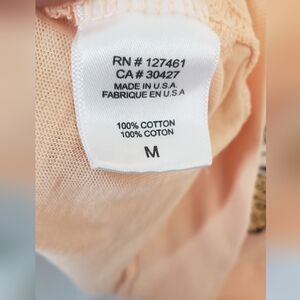 RN # 127461
CA # 30427
MADE IN U.S.A.
FABRIQUE EN U.S.A
100% COTTON
100% COTON
M